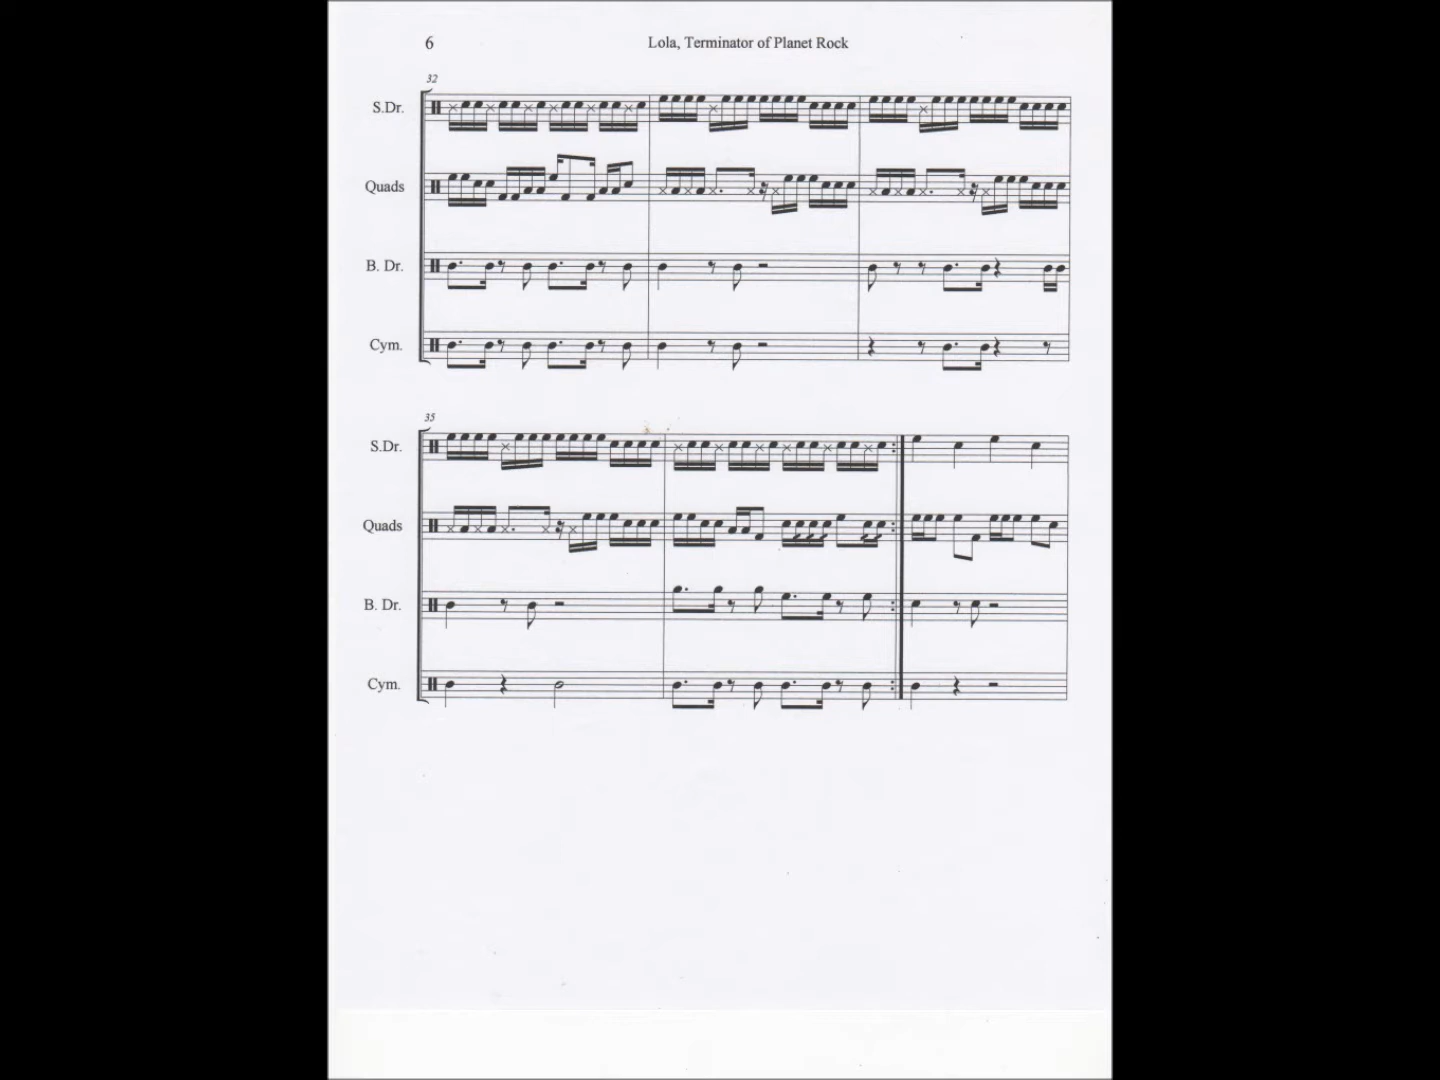 6
Lola, Terminator of Planet Rock
32
S.Dr.
Quads
B. Dr.
Cym.
35
S.Dr.
Quads
B. Dr.
Cym.